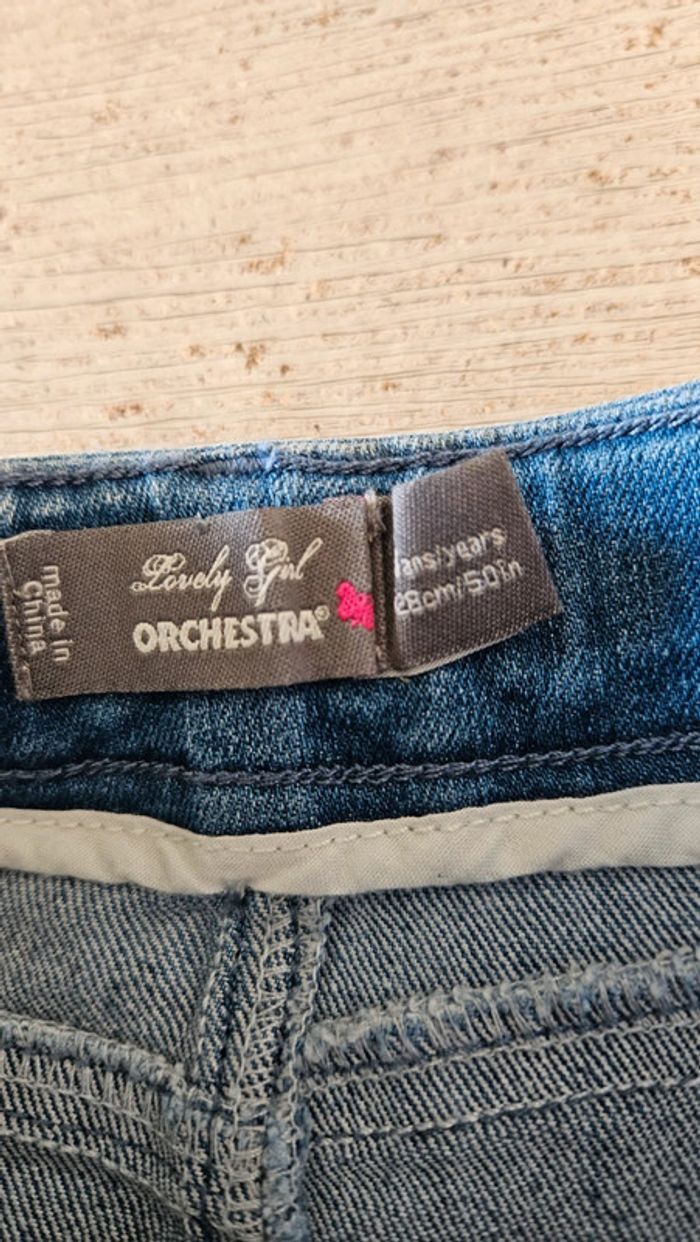 made in
China
Lovely Girl
ORCHESTRA®
ans/years
28cm/50in